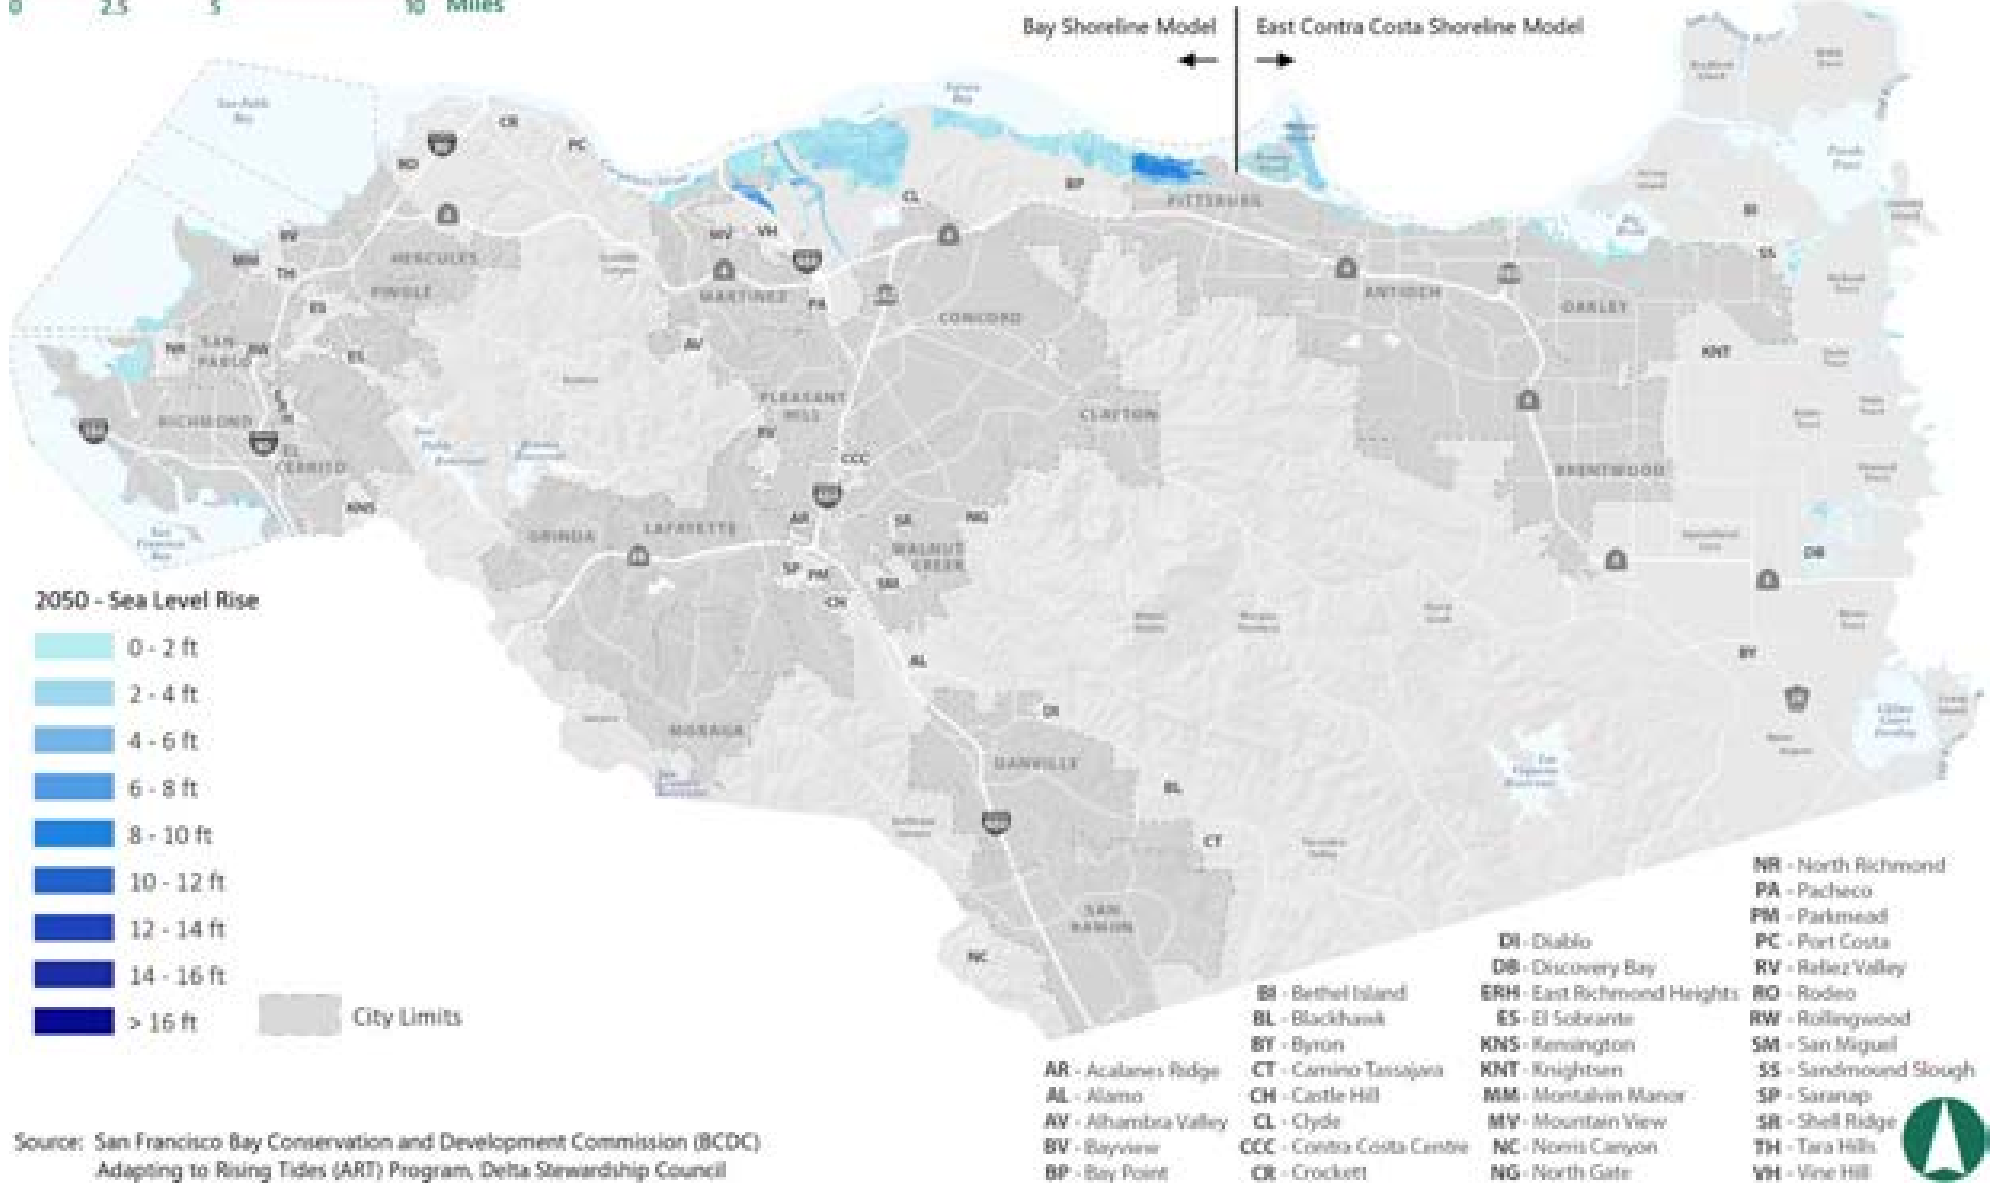 0 2.5 5 10 Miles
Bay Shoreline Model
East Contra Costa Shoreline Model
San Pablo
Bay
CR
RO
PC
CL
BP
PITTSBURG
BI
SS
BV
MM
TH
HERCULES
PINOLE
ES
MV
VH
MARTINEZ
PA
CONCORD
ANTIOCH
OAKLEY
KNT
NR
SAN
PABLO
RW
ES
AV
RICHMOND
EL
CERRITO
KNS
PLEASANT
HILL
RV
CLAYTON
CCC
BRENTWOOD
San
Francisco
Bay
ORINDA
LAFAYETTE
AR
SR
NG
WALNUT
CREEK
SP
PM
SM
CH
DB
AL
BY
MORAGA
DI
DANVILLE
BL
CT
SAN
RAMON
NC
2050 - Sea Level Rise
0 - 2 ft
2 - 4 ft
4 - 6 ft
6 - 8 ft
8 - 10 ft
10 - 12 ft
12 - 14 ft
14 - 16 ft
> 16 ft
City Limits
AR - Acalanes Ridge
AL - Alamo
AV - Alhambra Valley
BV - Bayview
BP - Bay Point
BI - Bethel Island
BL - Blackhawk
BY - Byron
CT - Camino Tassajara
CH - Castle Hill
CL - Clyde
CCC - Contra Costa Centre
CR - Crockett
DI - Diablo
DB - Discovery Bay
ERH - East Richmond Heights
ES - El Sobrante
KNS - Kensington
KNT - Knightsen
MM - Montalvin Manor
MV - Mountain View
NC - Norris Canyon
NG - North Gate
NR - North Richmond
PA - Pacheco
PM - Parkmead
PC - Port Costa
RV - Reliez Valley
RO - Rodeo
RW - Rollingwood
SM - San Miguel
SS - Sandmound Slough
SP - Saranap
SR - Shell Ridge
TH - Tara Hills
VH - Vine Hill
Source: San Francisco Bay Conservation and Development Commission (BCDC)
Adapting to Rising Tides (ART) Program, Delta Stewardship Council